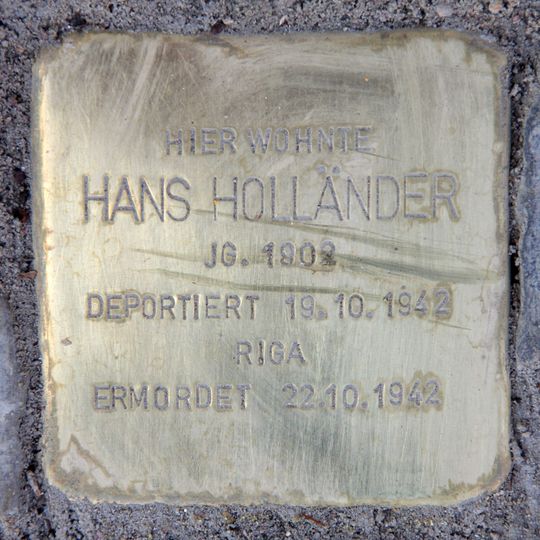 HIER WOHNTE
HANS HOLLÄNDER
JG. 1902
DEPORTIERT 19.10.1942
RIGA
ERMORDET 22.10.1942